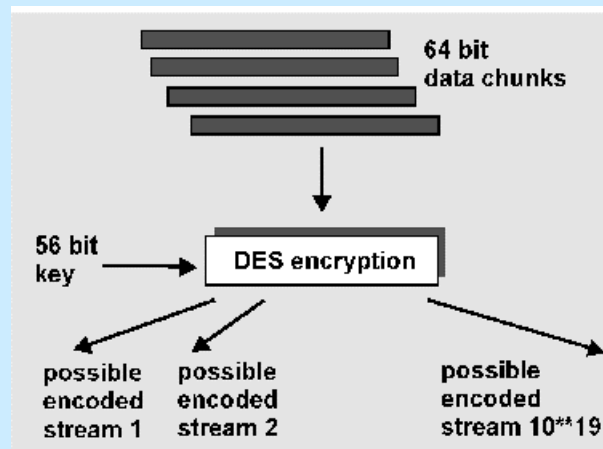 64 bit
data chunks
56 bit
key
DES encryption
possible
encoded
stream 1
possible
encoded
stream 2
possible
encoded
stream 10**19